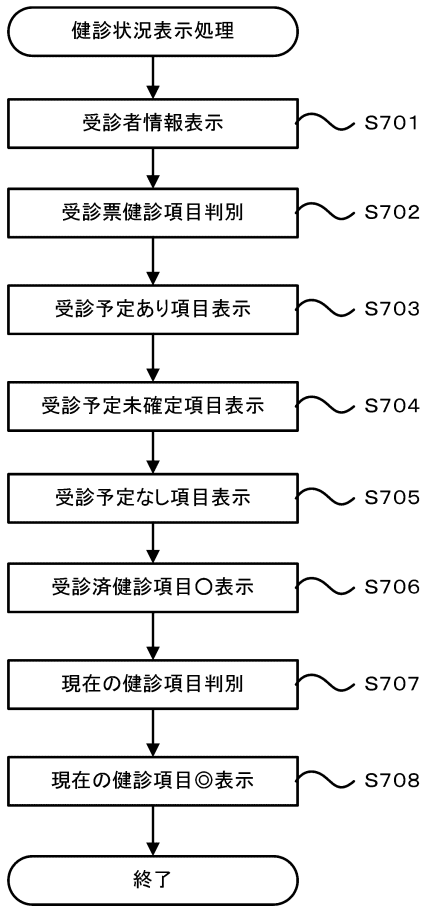 健診状況表示処理
受診者情報表示 S701
受診票健診項目判別 S702
受診予定あり項目表示 S703
受診予定未確定項目表示 S704
受診予定なし項目表示 S705
受診済健診項目〇表示 S706
現在の健診項目判別 S707
現在の健診項目◎表示 S708
終了